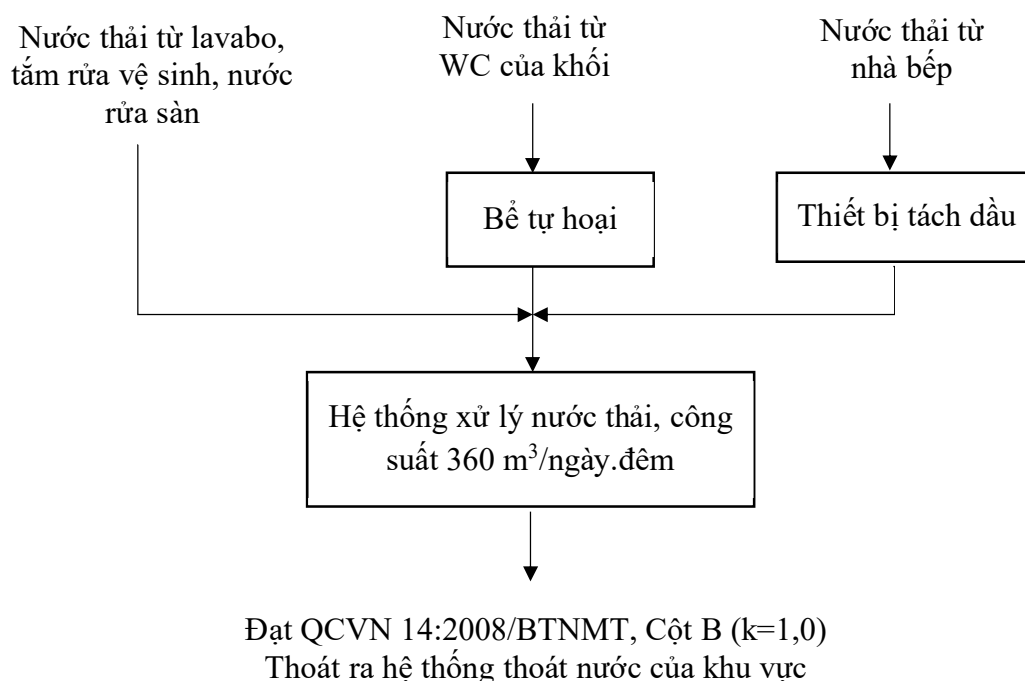 Nước thải từ lavabo,
tắm rửa vệ sinh, nước
rửa sàn
Nước thải từ
WC của khối
Nước thải từ
nhà bếp
Bể tự hoại
Thiết bị tách dầu
Hệ thống xử lý nước thải, công
suất 360 m³/ngày.đêm
Đạt QCVN 14:2008/BTNMT, Cột B (k=1,0)
Thoát ra hệ thống thoát nước của khu vực